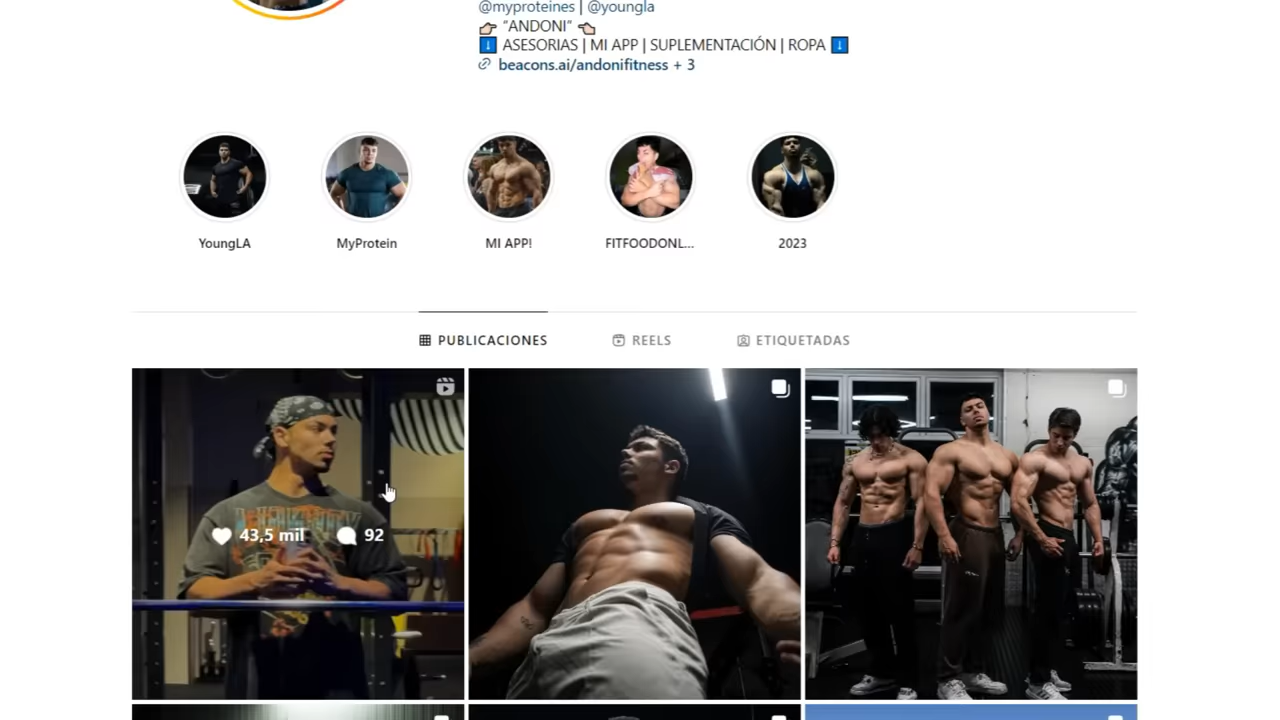 @myproteines | @youngla
👉🏻 “ANDONI” 👈🏻
⬇️ ASESORIAS | MI APP | SUPLEMENTACIÓN | ROPA ⬇️
beacons.ai/andonifitness + 3
YoungLA
MyProtein
MI APP!
FITFOODONL...
2023
PUBLICACIONES
REELS
ETIQUETADAS
43,5 mil
92